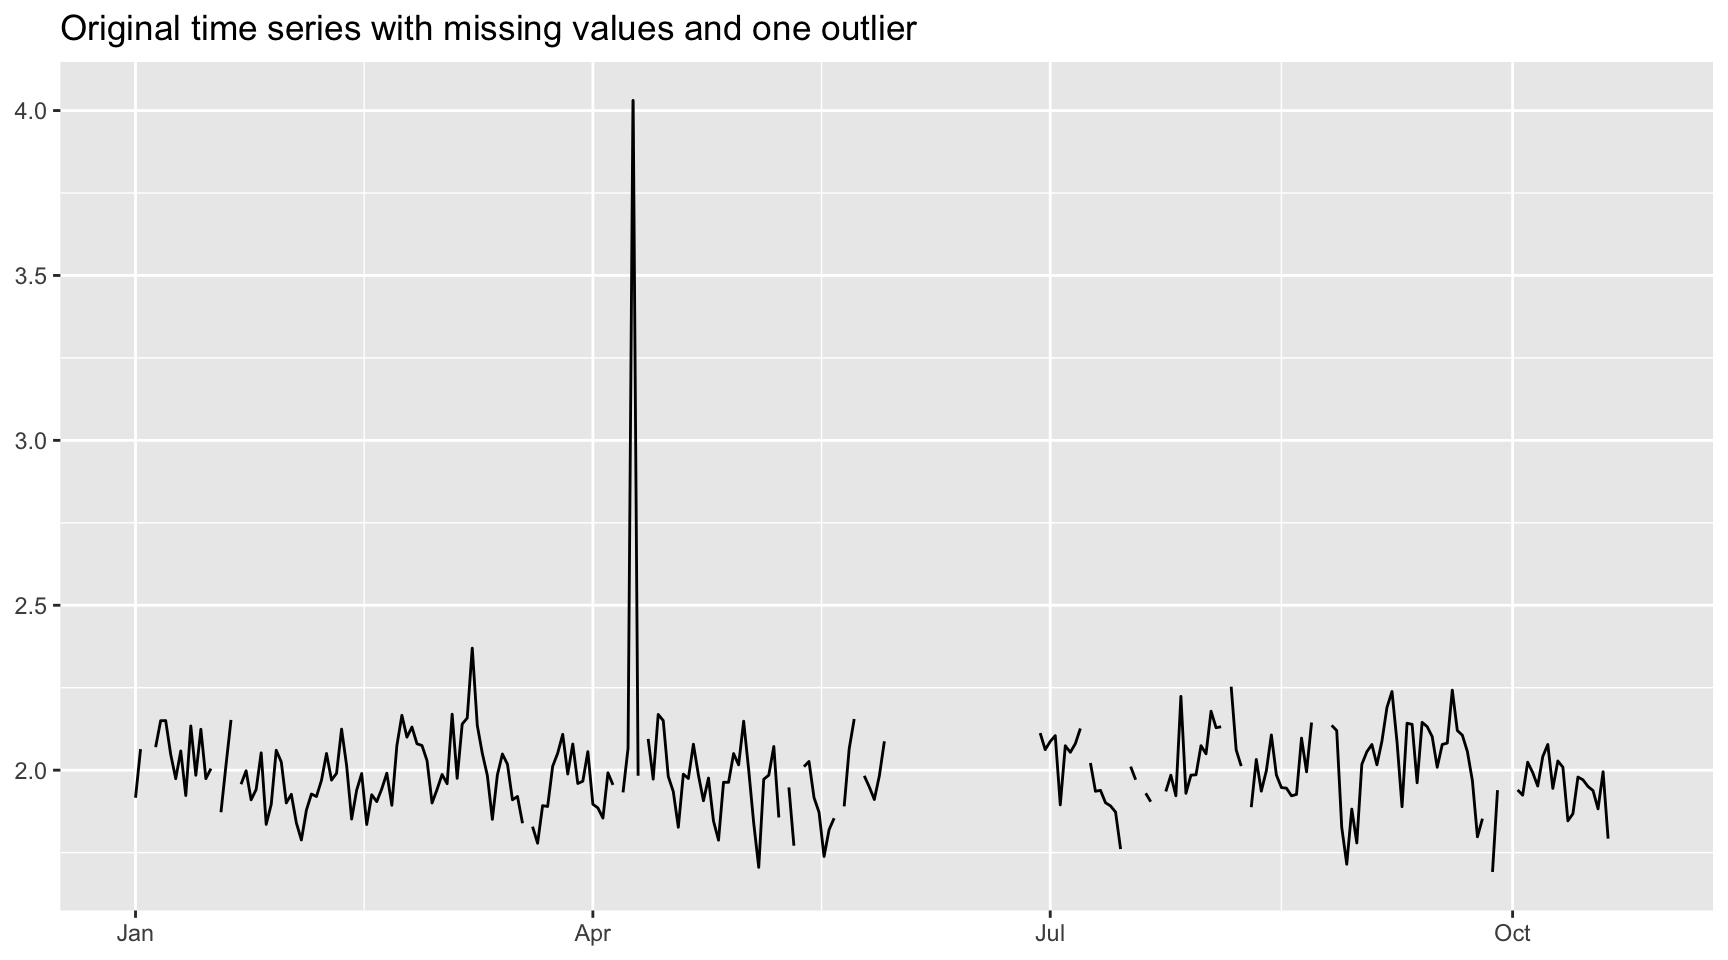 Original time series with missing values and one outlier
4.0
3.5
3.0
2.5
2.0
Jan Apr Jul Oct